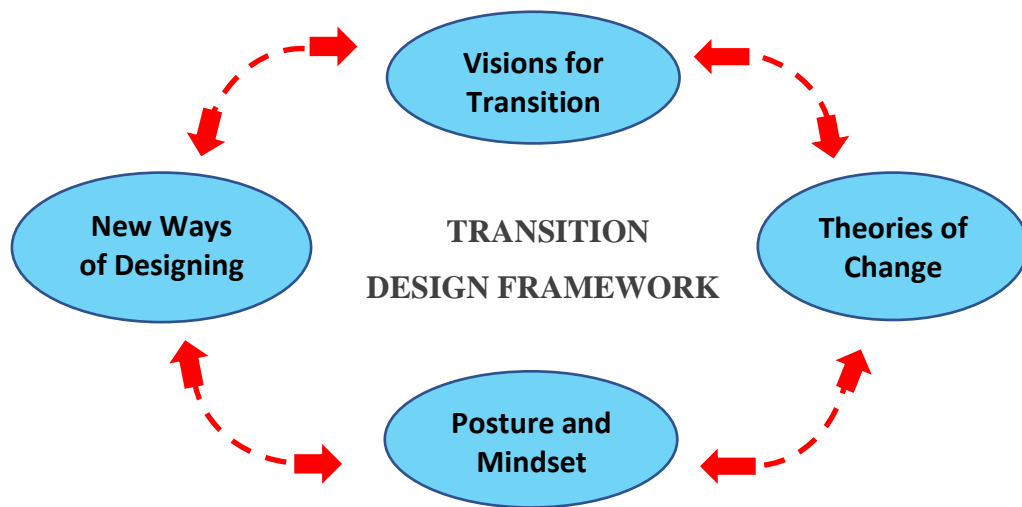 Visions for
Transition
New Ways
of Designing
TRANSITION
DESIGN FRAMEWORK
Theories of
Change
Posture and
Mindset